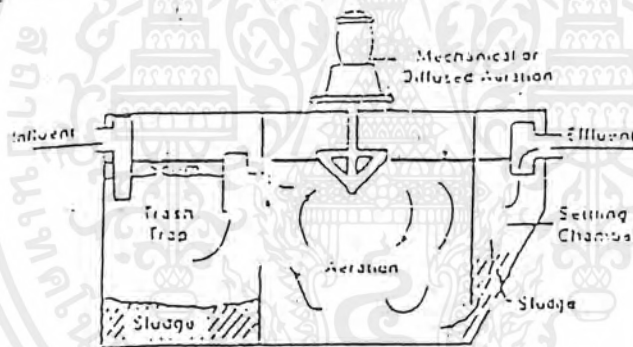 Mechanical or
Diffused Aeration
Influent
Effluent
Trash
Trap
Settling
Chamber
Aeration
Sludge
Sludge